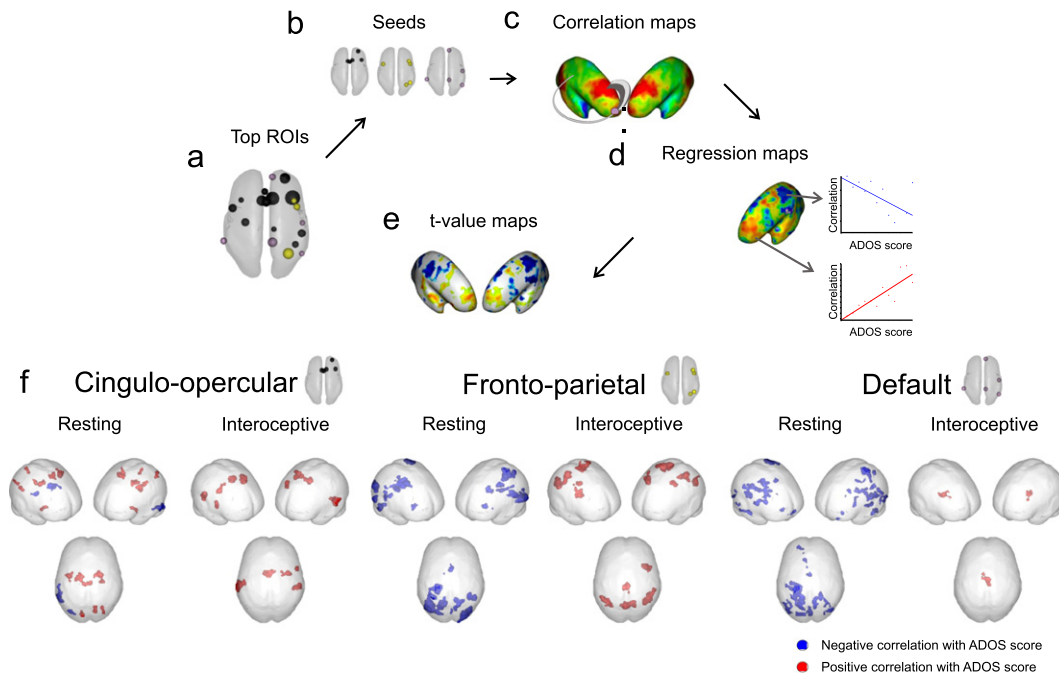 b Seeds
c Correlation maps
a Top ROIs
d Regression maps
Correlation
ADOS score
e t-value maps
Correlation
ADOS score
f Cingulo-opercular Fronto-parietal Default
Resting Interoceptive Resting Interoceptive Resting Interoceptive
Negative correlation with ADOS score
Positive correlation with ADOS score